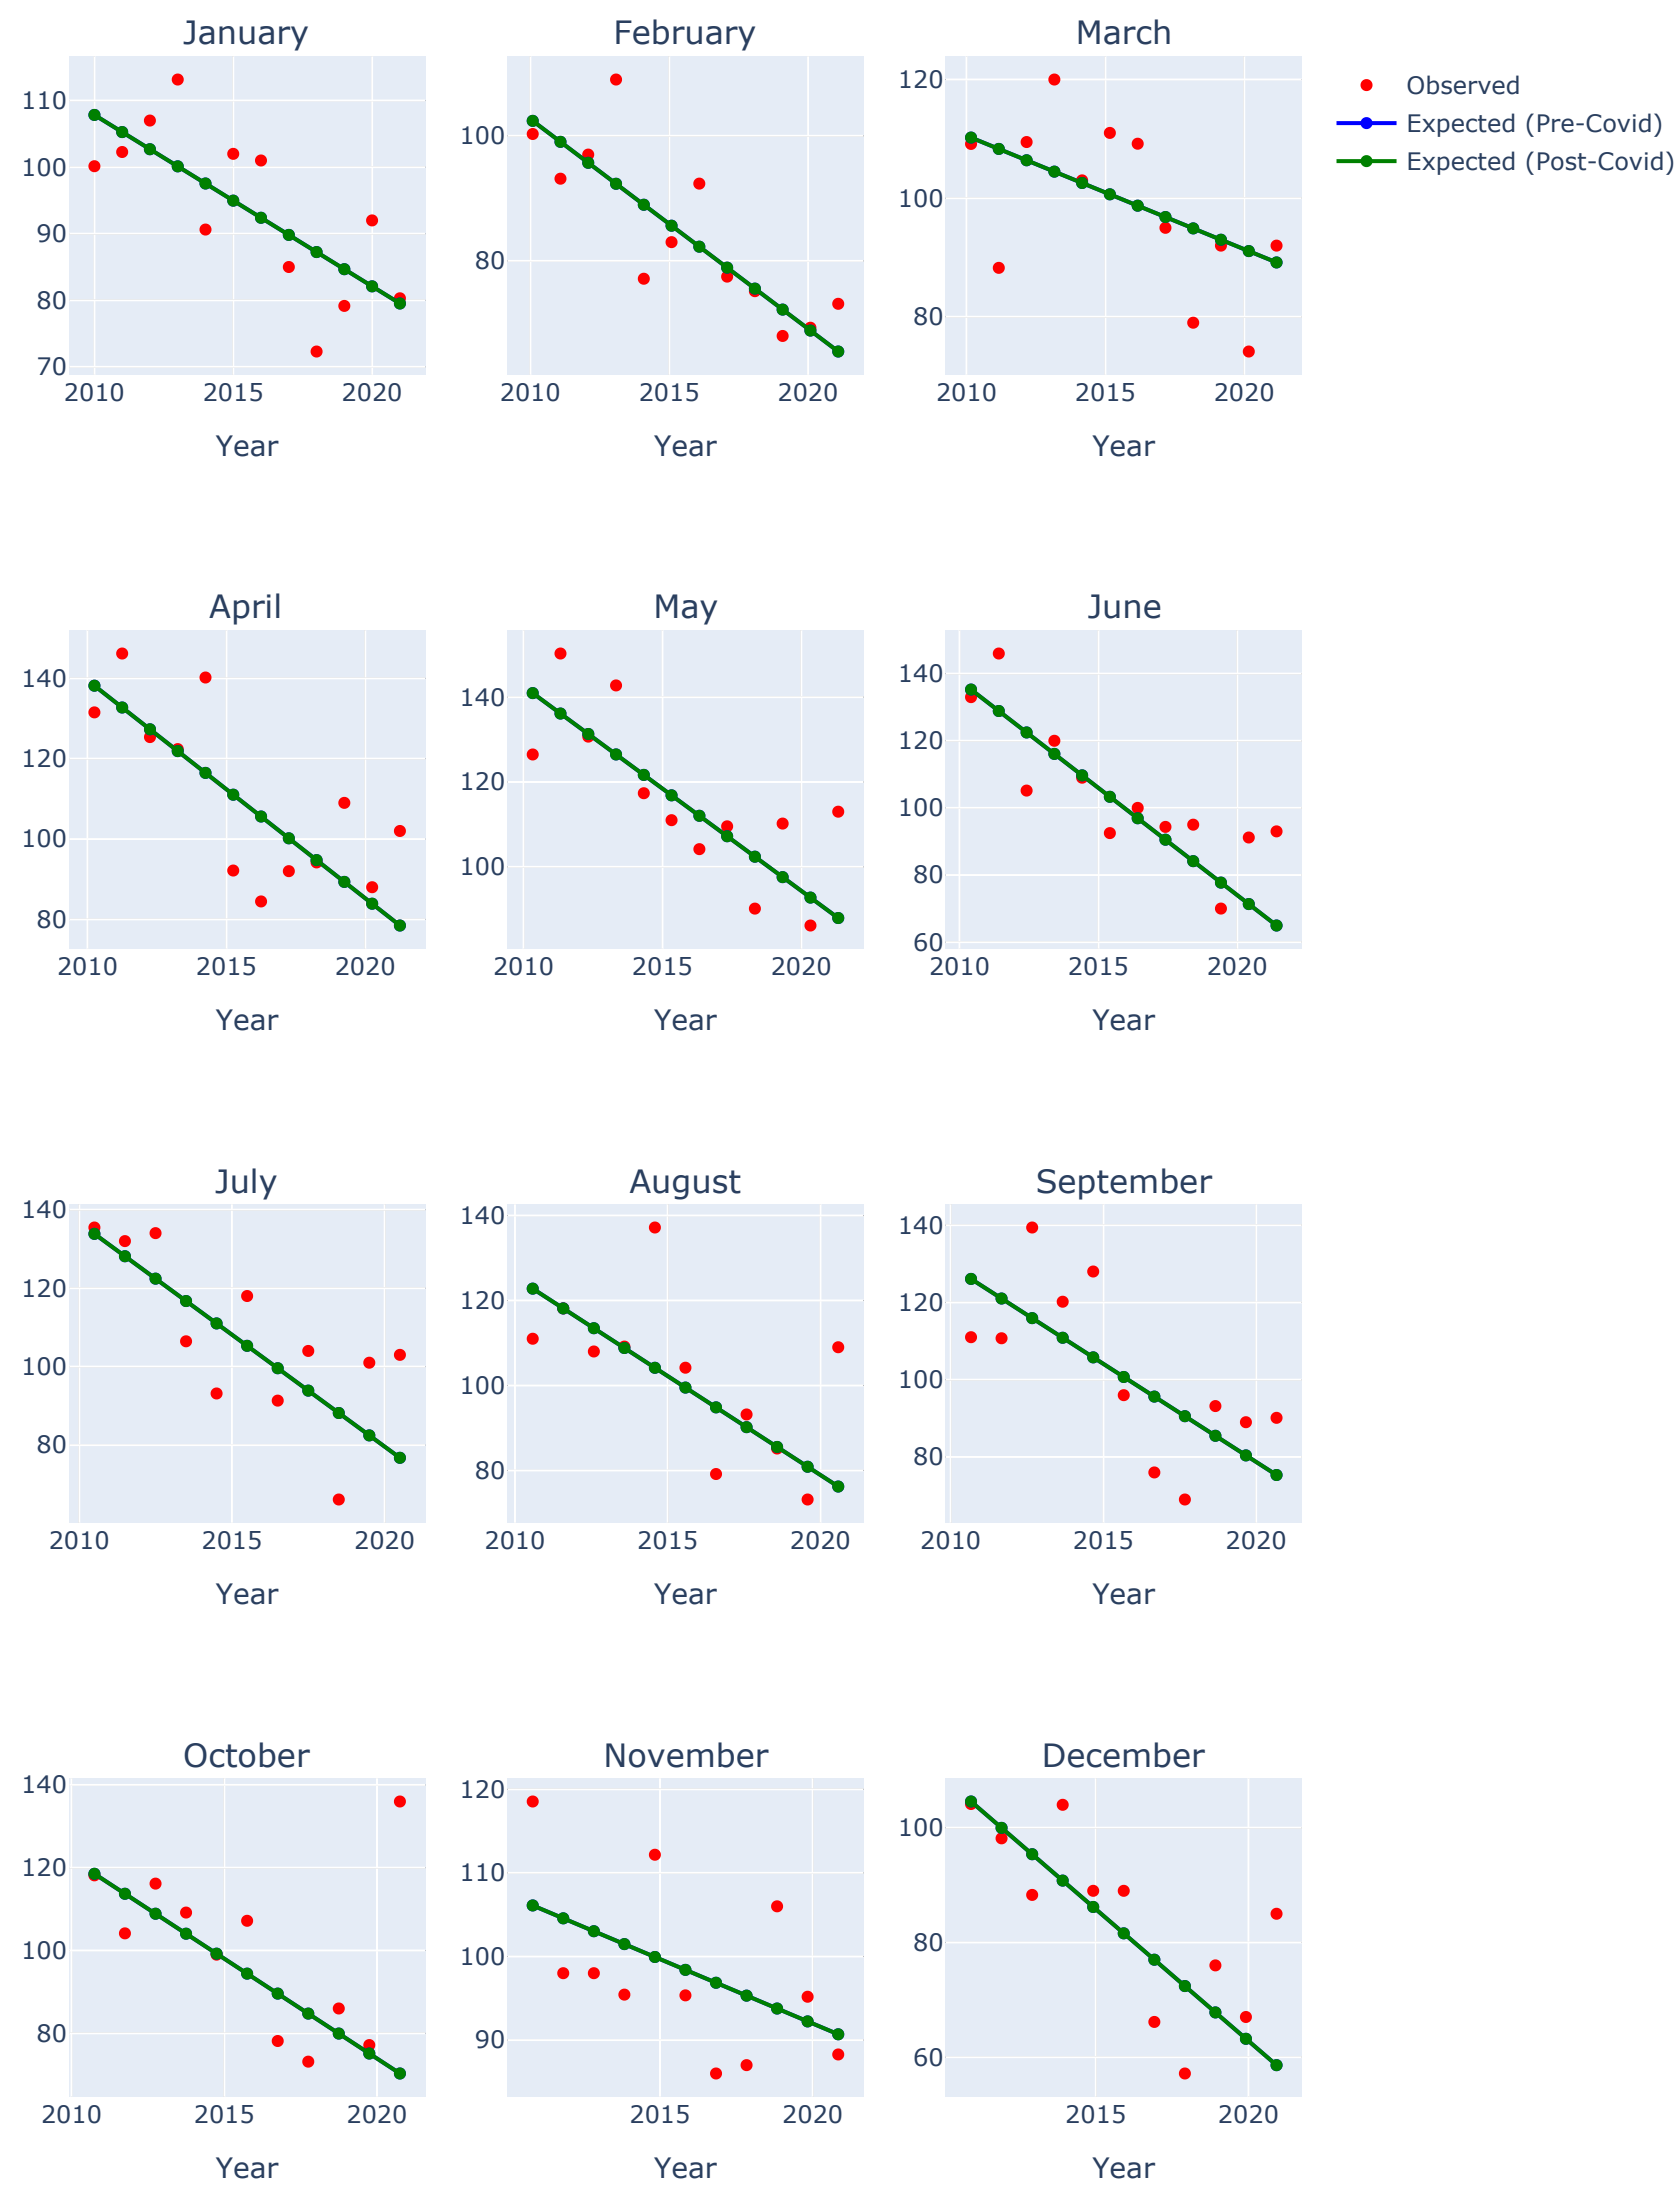 January
February
March
110
100
90
80
70
2010
2015
2020
Year
100
80
2010
2015
2020
Year
120
100
80
2010
2015
2020
Year
Observed
Expected (Pre-Covid)
Expected (Post-Covid)
April
May
June
140
120
100
80
2010
2015
2020
Year
140
120
100
2010
2015
2020
Year
140
120
100
80
60
2010
2015
2020
Year
July
August
September
140
120
100
80
2010
2015
2020
Year
140
120
100
80
2010
2015
2020
Year
140
120
100
80
2010
2015
2020
Year
October
November
December
140
120
100
80
2010
2015
2020
Year
120
110
100
90
2015
2020
Year
100
80
60
2015
2020
Year